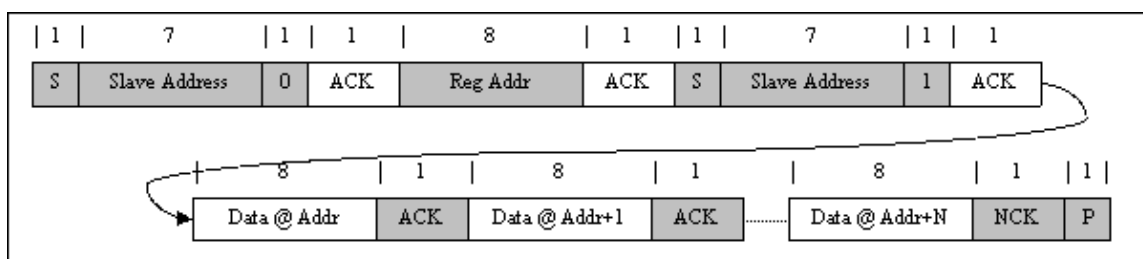 | 1 | 7 | 1 | 1 | 8 | 1 | 1 | 7 | 1 | 1
S Slave Address 0 ACK Reg Addr ACK S Slave Address 1 ACK
| 8 | 1 | 8 | 1 | 8 | 1 | 1 |
Data @ Addr ACK Data @ Addr+1 ACK ........ Data @ Addr+N NCK P